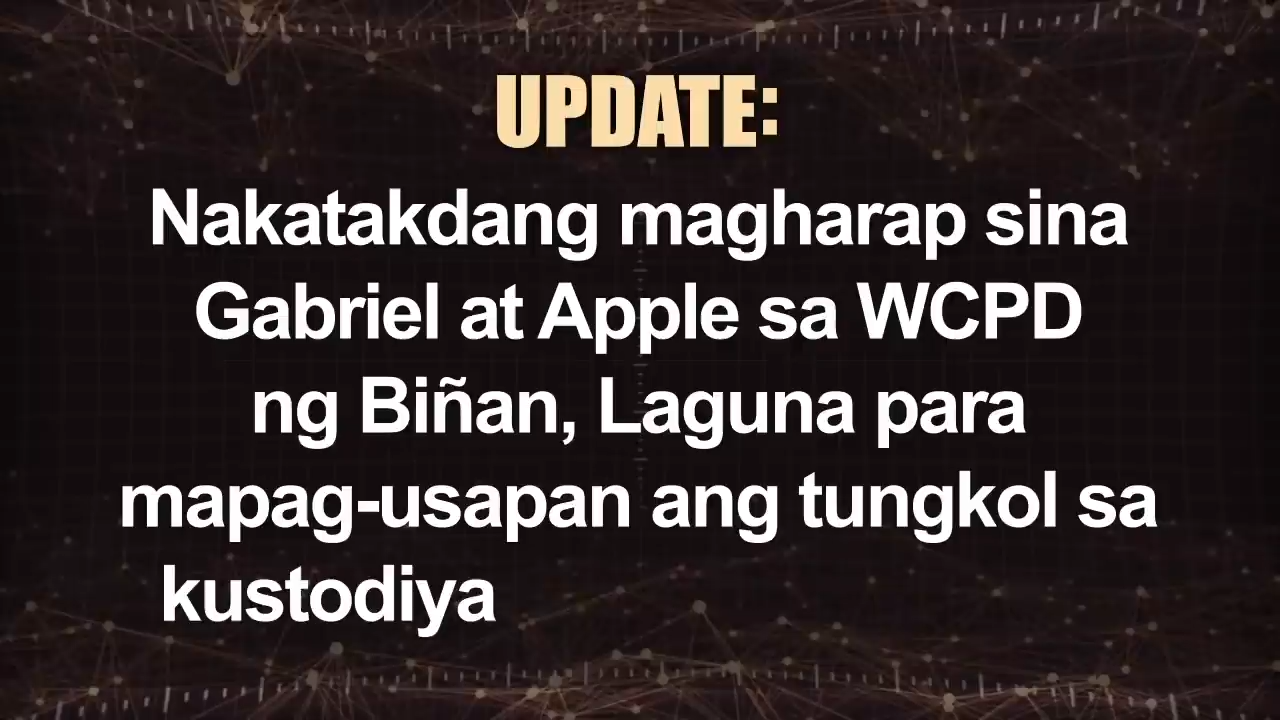 UPDATE:
Nakatakdang magharap sina
Gabriel at Apple sa WCPD
ng Biñan, Laguna para
mapag-usapan ang tungkol sa
kustodiya